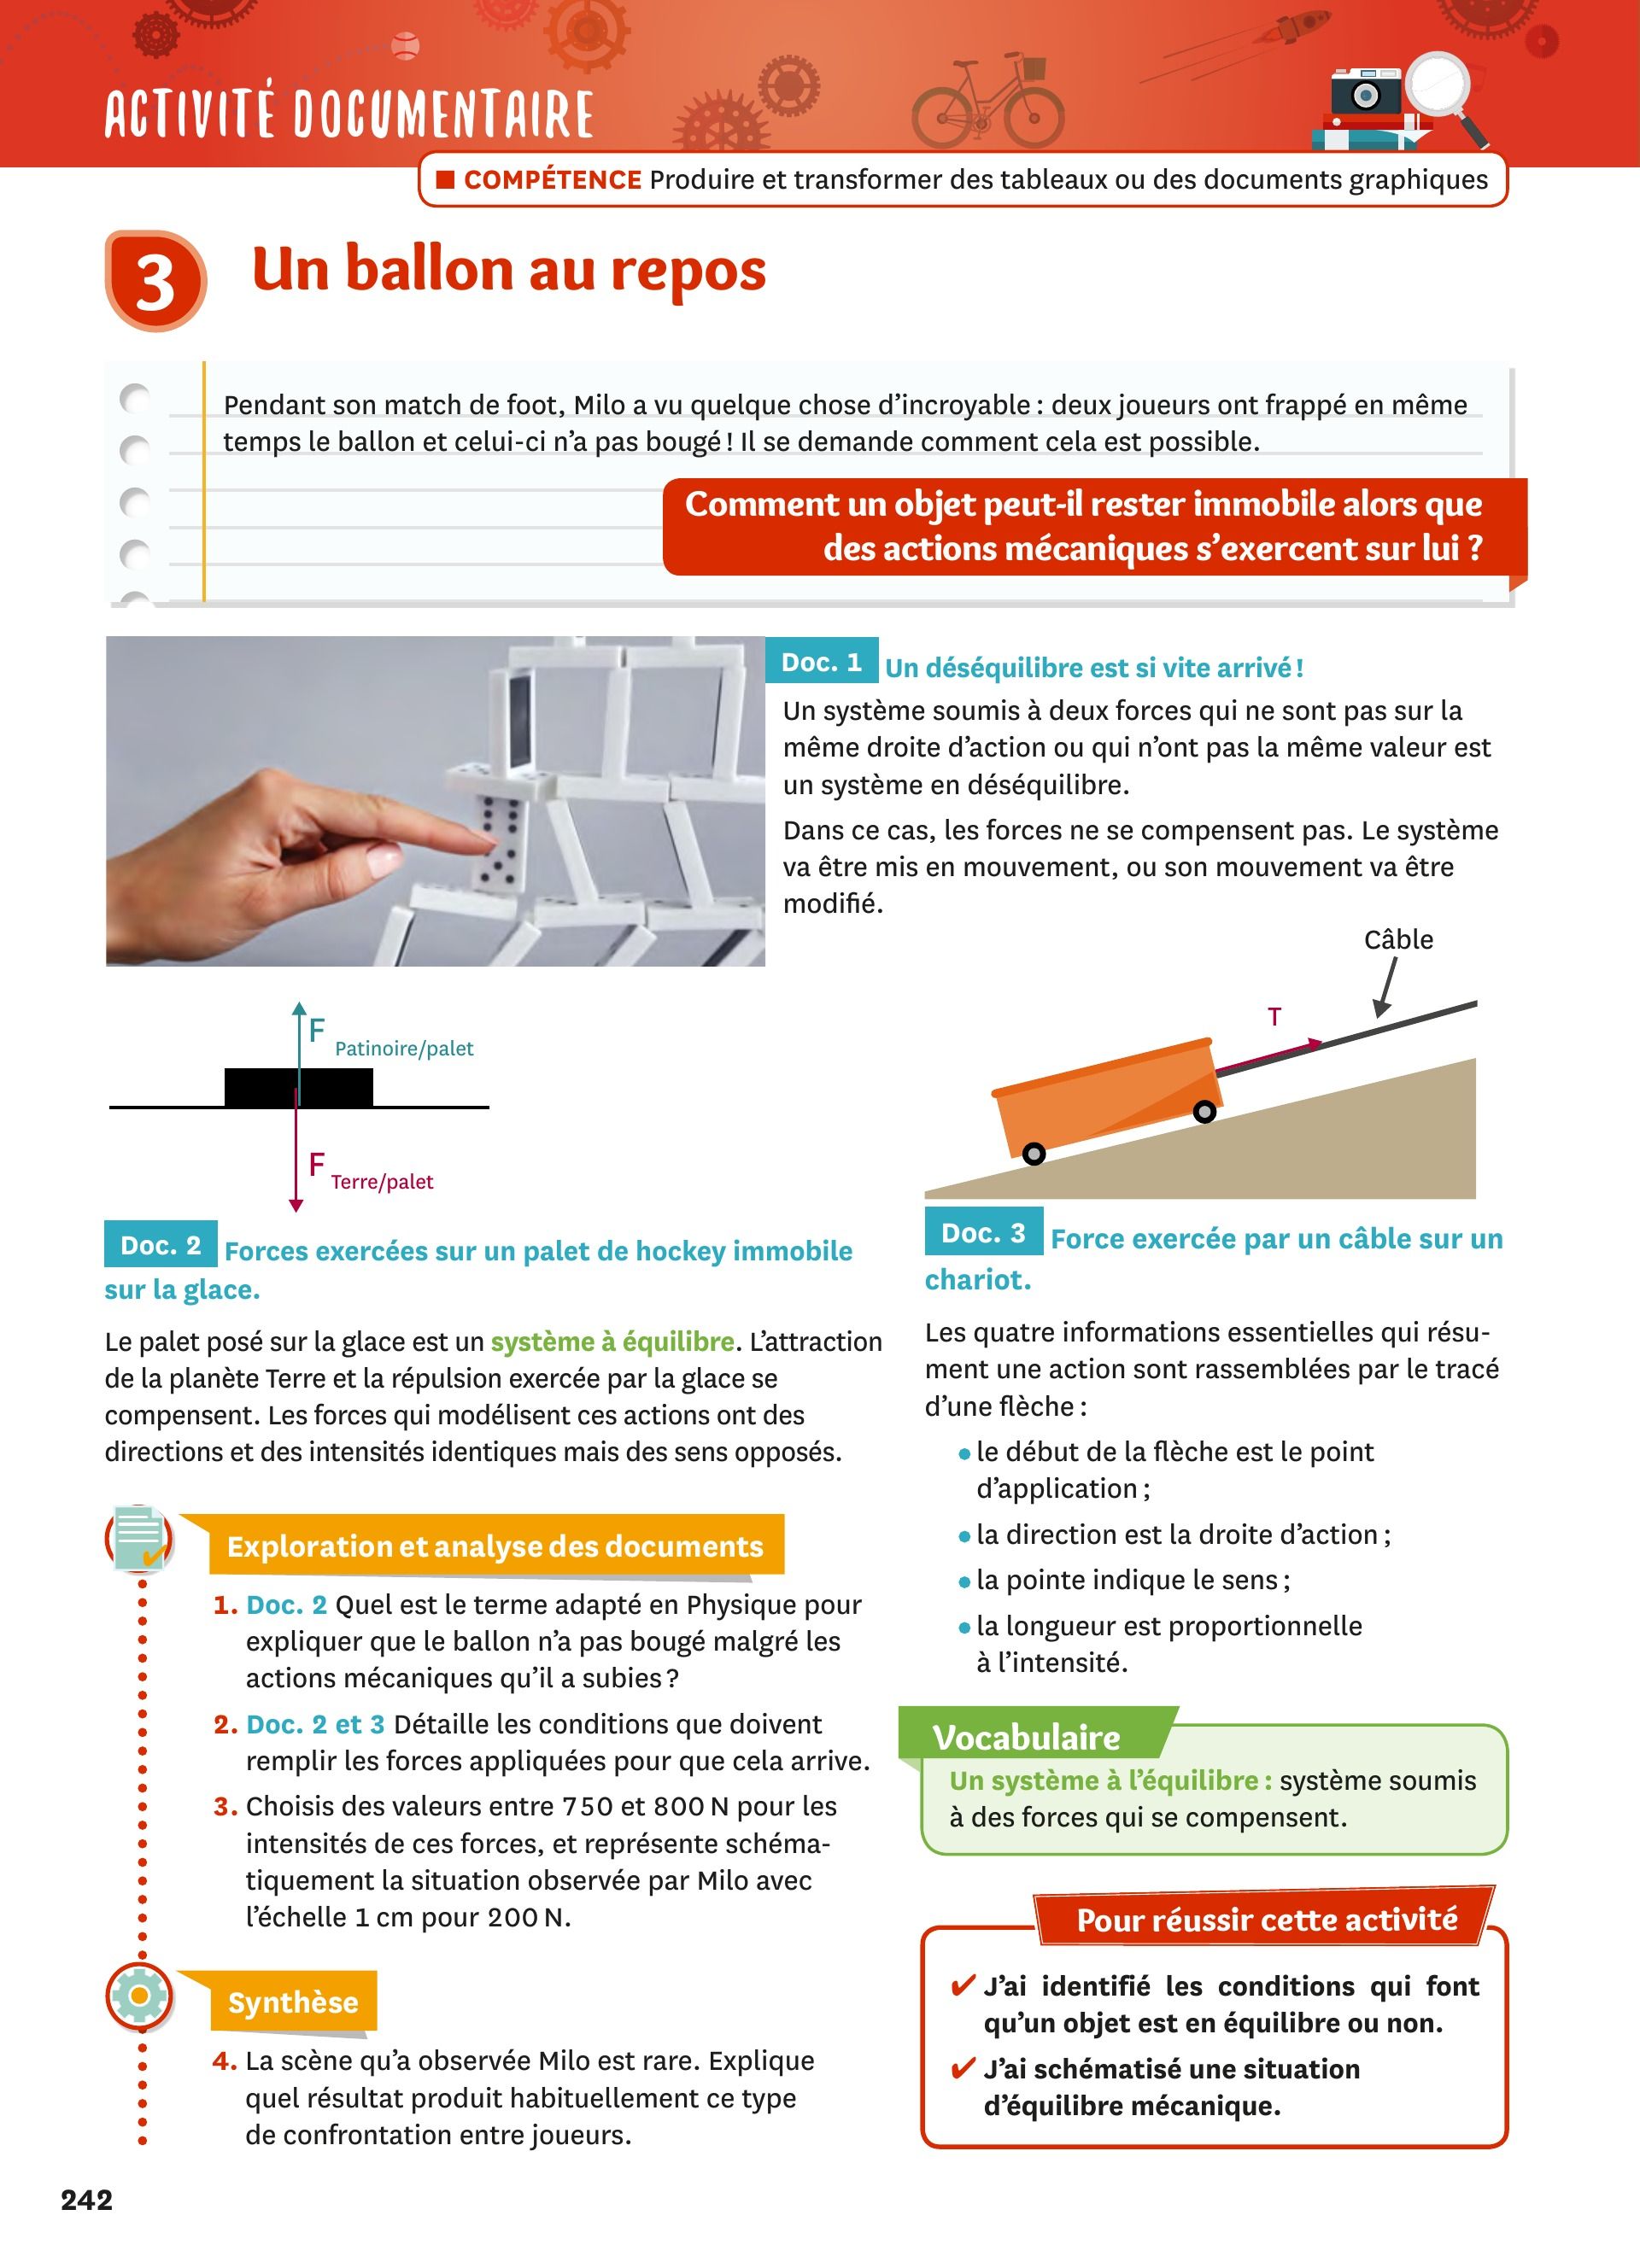 ACTIVITÉ DOCUMENTAIRE
■ COMPÉTENCE Produire et transformer des tableaux ou des documents graphiques
3 Un ballon au repos
Pendant son match de foot, Milo a vu quelque chose d’incroyable : deux joueurs ont frappé en même
temps le ballon et celui-ci n’a pas bougé ! Il se demande comment cela est possible.
Comment un objet peut-il rester immobile alors que
des actions mécaniques s’exercent sur lui ?
Doc. 1 Un déséquilibre est si vite arrivé !
Un système soumis à deux forces qui ne sont pas sur la
même droite d’action ou qui n’ont pas la même valeur est
un système en déséquilibre.
Dans ce cas, les forces ne se compensent pas. Le système
va être mis en mouvement, ou son mouvement va être
modifié.
F Patinoire/palet
F Terre/palet
Doc. 2 Forces exercées sur un palet de hockey immobile
sur la glace.
Le palet posé sur la glace est un système à équilibre. L’attraction
de la planète Terre et la répulsion exercée par la glace se
compensent. Les forces qui modélisent ces actions ont des
directions et des intensités identiques mais des sens opposés.
Câble
T
Doc. 3 Force exercée par un câble sur un
chariot.
Les quatre informations essentielles qui résu-
ment une action sont rassemblées par le tracé
d’une flèche :
• le début de la flèche est le point
d’application ;
• la direction est la droite d’action ;
• la pointe indique le sens ;
• la longueur est proportionnelle
à l’intensité.
Exploration et analyse des documents
1. Doc. 2 Quel est le terme adapté en Physique pour
expliquer que le ballon n’a pas bougé malgré les
actions mécaniques qu’il a subies ?
2. Doc. 2 et 3 Détaille les conditions que doivent
remplir les forces appliquées pour que cela arrive.
3. Choisis des valeurs entre 750 et 800 N pour les
intensités de ces forces, et représente schéma-
tiquement la situation observée par Milo avec
l’échelle 1 cm pour 200 N.
Synthèse
4. La scène qu’a observée Milo est rare. Explique
quel résultat produit habituellement ce type
de confrontation entre joueurs.
Vocabulaire
Un système à l’équilibre : système soumis
à des forces qui se compensent.
Pour réussir cette activité
✔ J’ai identifié les conditions qui font
qu’un objet est en équilibre ou non.
✔ J’ai schématisé une situation
d’équilibre mécanique.
242